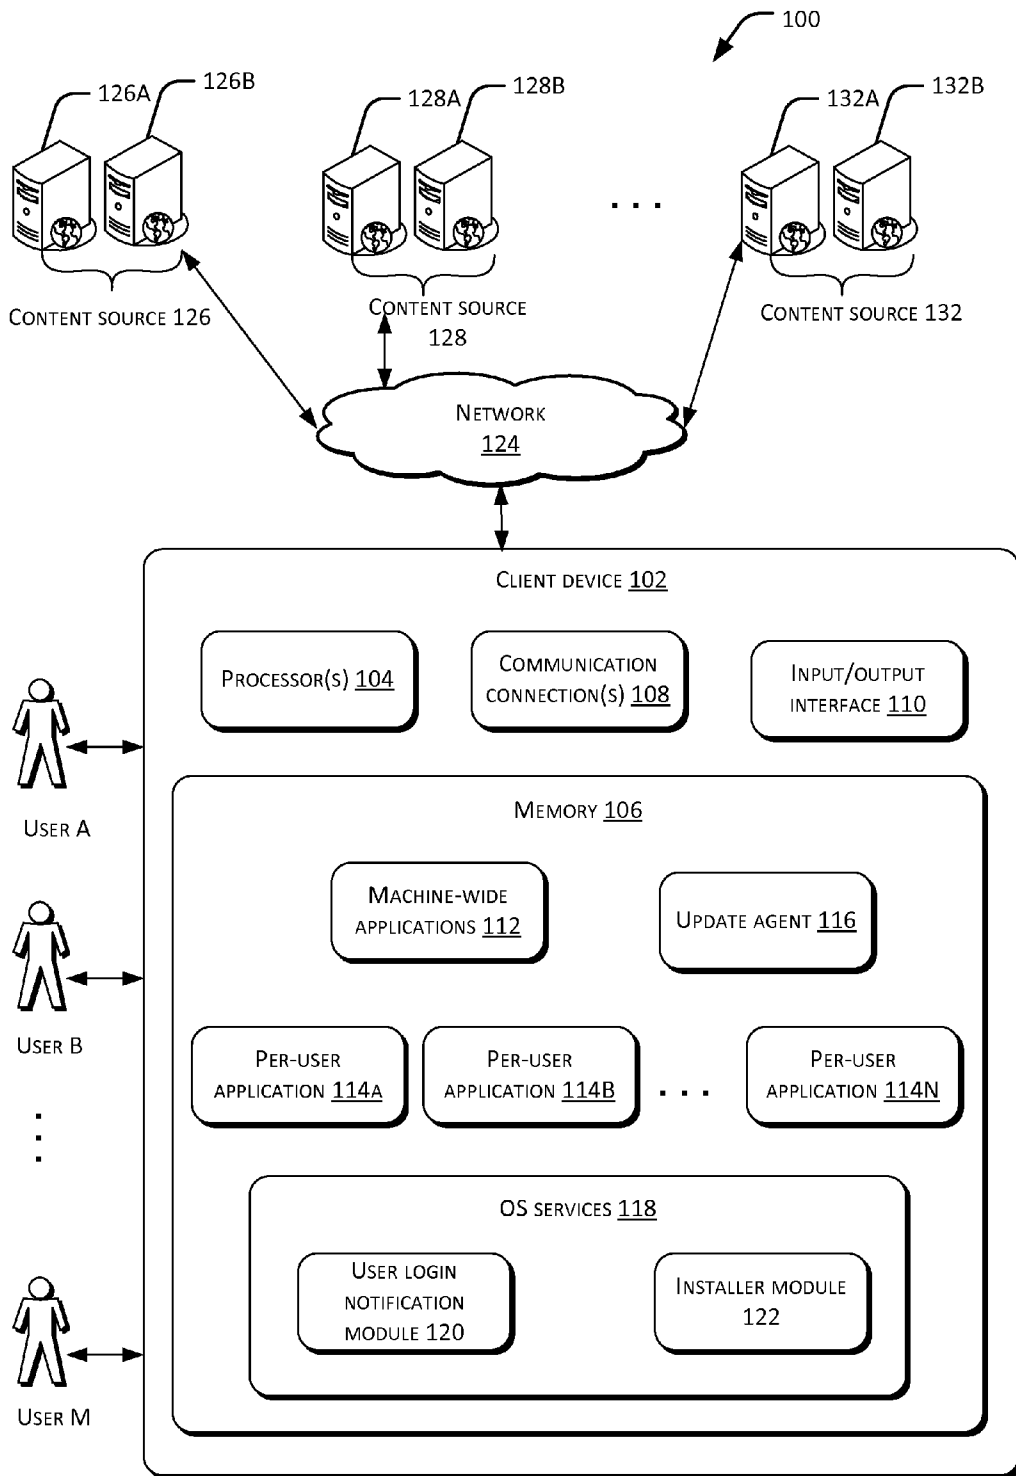 100
126A
126B
128A
128B
132A
132B
. . .
CONTENT SOURCE 126
CONTENT SOURCE
128
CONTENT SOURCE 132
NETWORK
124
CLIENT DEVICE 102
PROCESSOR(S) 104
COMMUNICATION
CONNECTION(S) 108
INPUT/OUTPUT
INTERFACE 110
USER A
MEMORY 106
MACHINE-WIDE
APPLICATIONS 112
UPDATE AGENT 116
USER B
PER-USER
APPLICATION 114A
PER-USER
APPLICATION 114B
. . .
PER-USER
APPLICATION 114N
OS SERVICES 118
USER LOGIN
NOTIFICATION
MODULE 120
INSTALLER MODULE
122
USER M